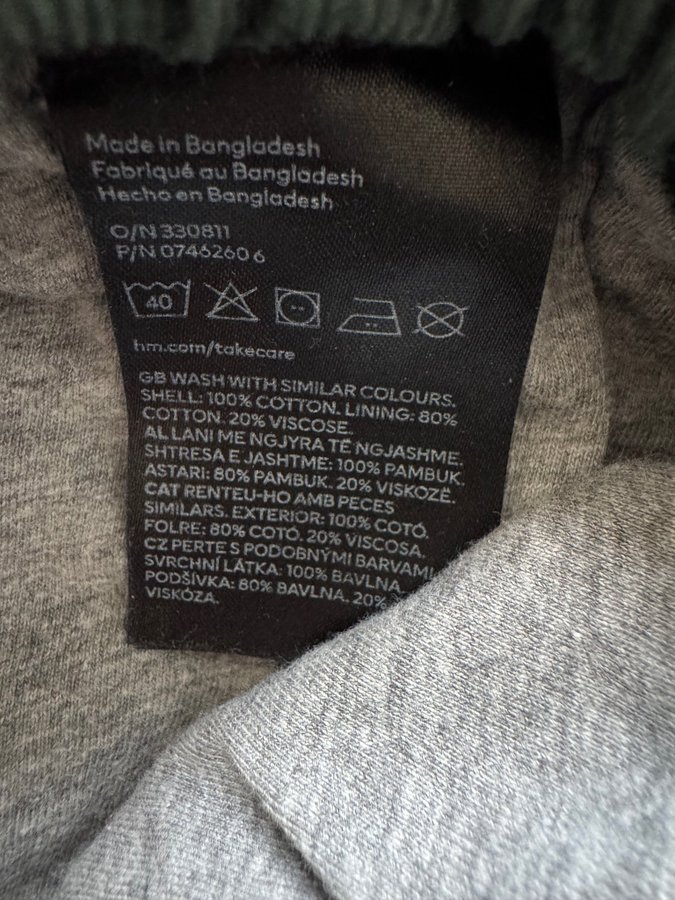 Made in Bangladesh
Fabriqué au Bangladesh
Hecho en Bangladesh
O/N 330811
P/N 07462606
40
hm.com/takecare
GB WASH WITH SIMILAR COLOURS.
SHELL: 100% COTTON. LINING: 80%
COTTON. 20% VISCOSE.
AL LANI ME NGJYRA TË NGJASHME.
SHTRESA E JASHTME: 100% PAMBUK.
ASTARI: 80% PAMBUK. 20% VISKOZË.
CAT RENTEU-HO AMB PECES
SIMILARS. EXTERIOR: 100% COTÓ.
FOLRE: 80% COTÓ. 20% VISCOSA.
CZ PERTE S PODOBNÝMI BARVAMI.
SVRCHNÍ LÁTKA: 100% BAVLNA
PODŠÍVKA: 80% BAVLNA. 20%
VISKÓZA.